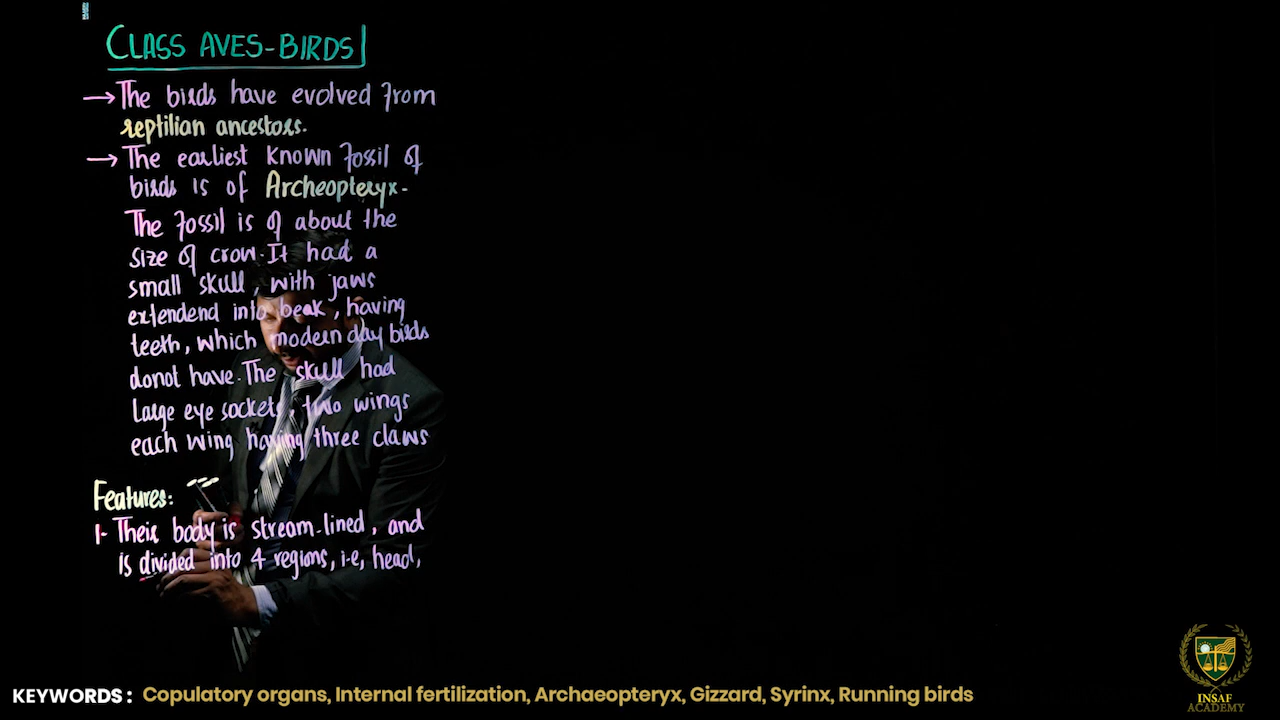 CLASS AVES-BIRDS
→ The birds have evolved from
reptilian ancestors.
→ The earliest known fossil of
birds is of Archeopteryx-
The fossil is of about the
size of crow. It had a
small skull, with jaws
extendend into beak, having
teeth, which modern day birds
donot have. The skull had
large eye sockets, two wings
each wing having three claws
Features:
1- Their body is stream-lined, and
is divided into 4 regions, i-e, head,
KEYWORDS : Copulatory organs, Internal fertilization, Archaeopteryx, Gizzard, Syrinx, Running birds
INSAF
ACADEMY